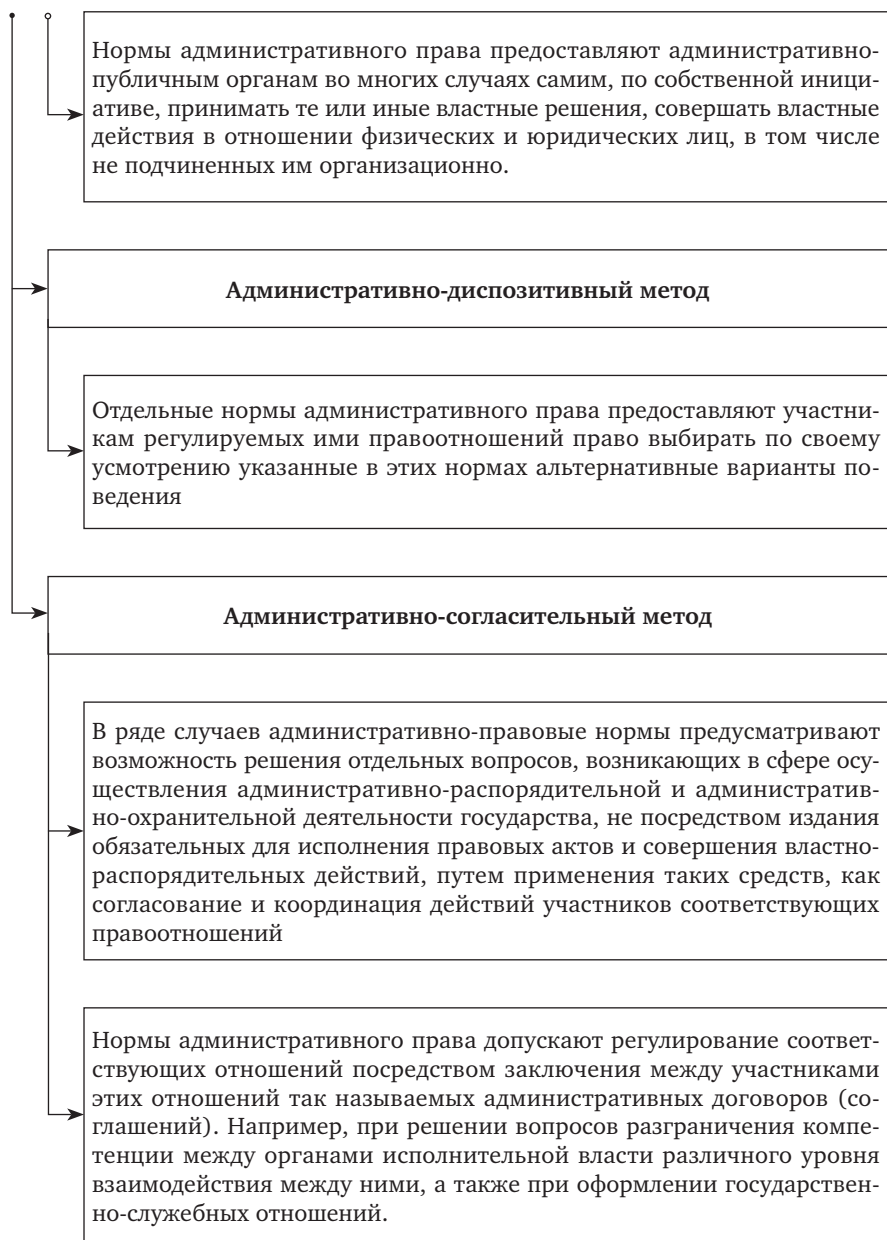 Нормы административного права предоставляют административно-
публичным органам во многих случаях самим, по собственной иници-
ативе, принимать те или иные властные решения, совершать властные
действия в отношении физических и юридических лиц, в том числе
не подчиненных им организационно.
Административно-диспозитивный метод
Отдельные нормы административного права предоставляют участни-
кам регулируемых ими правоотношений право выбирать по своему
усмотрению указанные в этих нормах альтернативные варианты по-
ведения
Административно-согласительный метод
В ряде случаев административно-правовые нормы предусматривают
возможность решения отдельных вопросов, возникающих в сфере осу-
ществления административно-распорядительной и административ-
но-охранительной деятельности государства, не посредством издания
обязательных для исполнения правовых актов и совершения властно-
распорядительных действий, путем применения таких средств, как
согласование и координация действий участников соответствующих
правоотношений
Нормы административного права допускают регулирование соответ-
ствующих отношений посредством заключения между участниками
этих отношений так называемых административных договоров (со-
глашений). Например, при решении вопросов разграничения компе-
тенции между органами исполнительной власти различного уровня
взаимодействия между ними, а также при оформлении государствен-
но-служебных отношений.